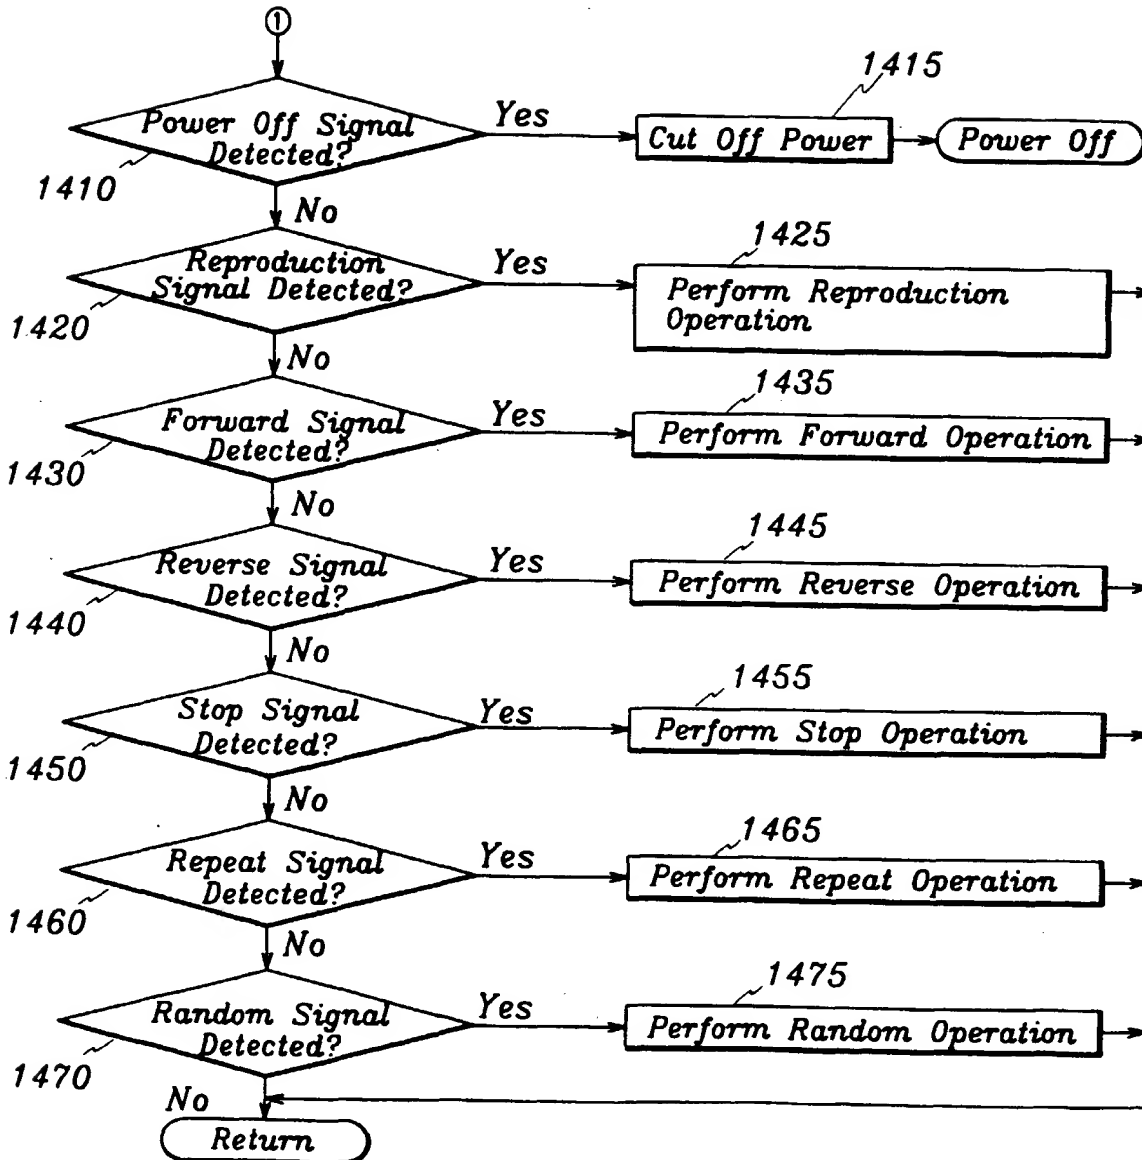 ①
Power Off Signal
Detected?
1410
Yes
1415
Cut Off Power
Power Off
No
Reproduction
Signal Detected?
1420
Yes
1425
Perform Reproduction
Operation
No
Forward Signal
Detected?
1430
Yes
1435
Perform Forward Operation
No
Reverse Signal
Detected?
1440
Yes
1445
Perform Reverse Operation
No
Stop Signal
Detected?
1450
Yes
1455
Perform Stop Operation
No
Repeat Signal
Detected?
1460
Yes
1465
Perform Repeat Operation
No
Random Signal
Detected?
1470
Yes
1475
Perform Random Operation
No
Return